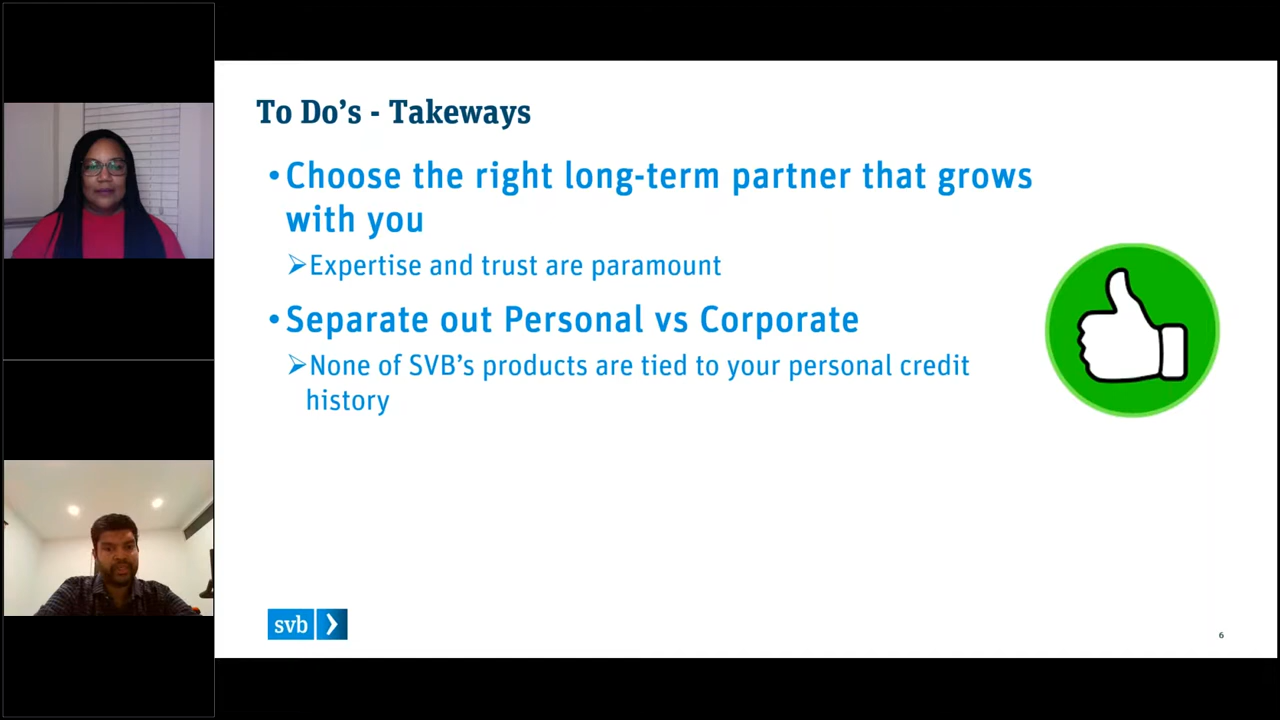 To Do’s - Takeways
•Choose the right long-term partner that grows
with you
➢Expertise and trust are paramount
•Separate out Personal vs Corporate
➢None of SVB’s products are tied to your personal credit
history
svb
6